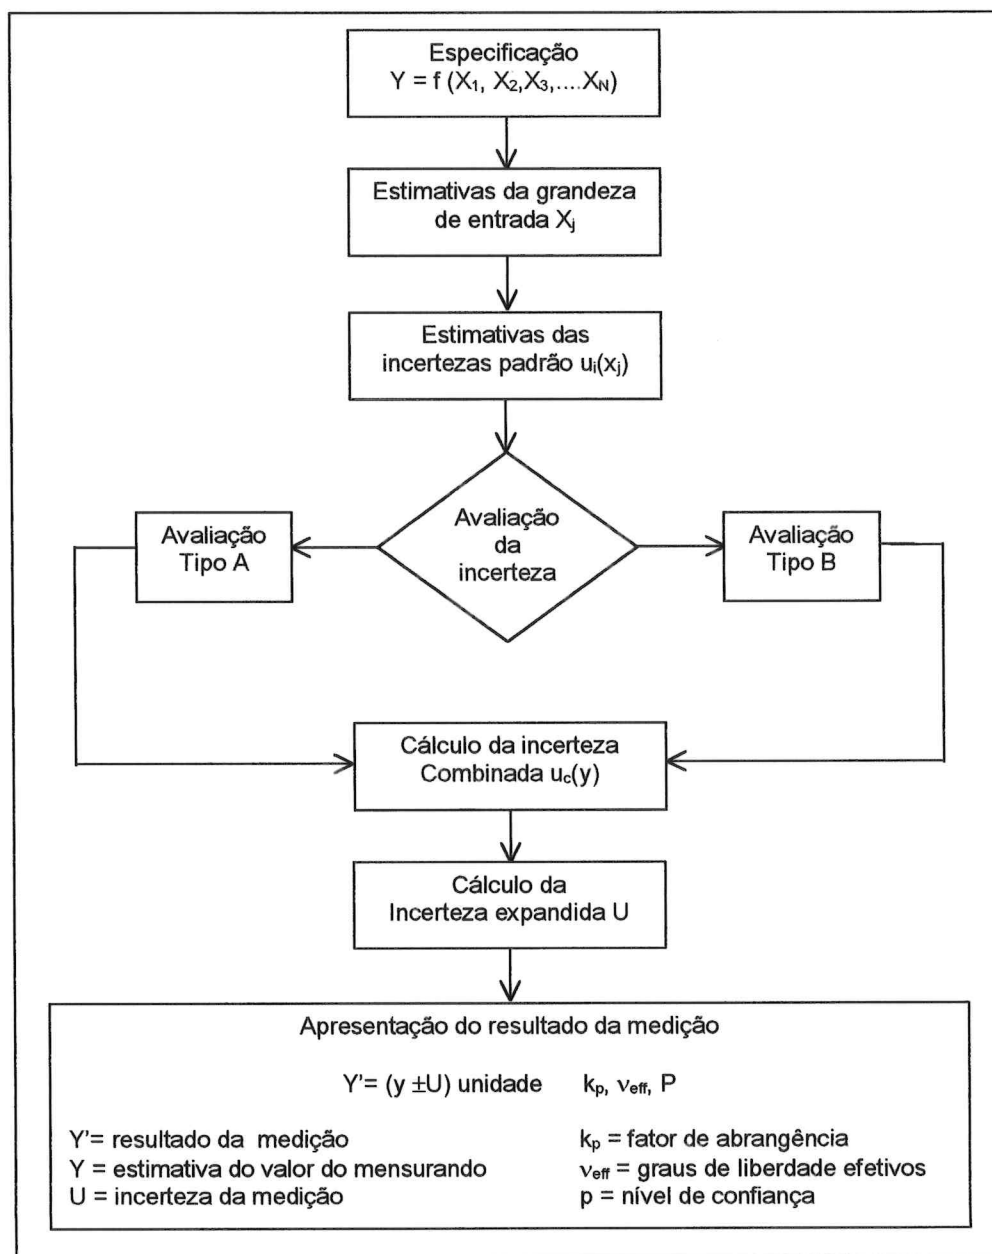 Especificação
Y = f (X₁, X₂,X₃,....X_N)
Estimativas da grandeza
de entrada X_j
Estimativas das
incertezas padrão u_i(x_j)
Avaliação
da
incerteza
Avaliação
Tipo A
Avaliação
Tipo B
Cálculo da incerteza
Combinada u_c(y)
Cálculo da
Incerteza expandida U
Apresentação do resultado da medição
Y'= (y ±U) unidade k_p, ν_eff, P
Y'= resultado da medição
Y = estimativa do valor do mensurando
U = incerteza da medição
k_p = fator de abrangência
ν_eff = graus de liberdade efetivos
p = nível de confiança